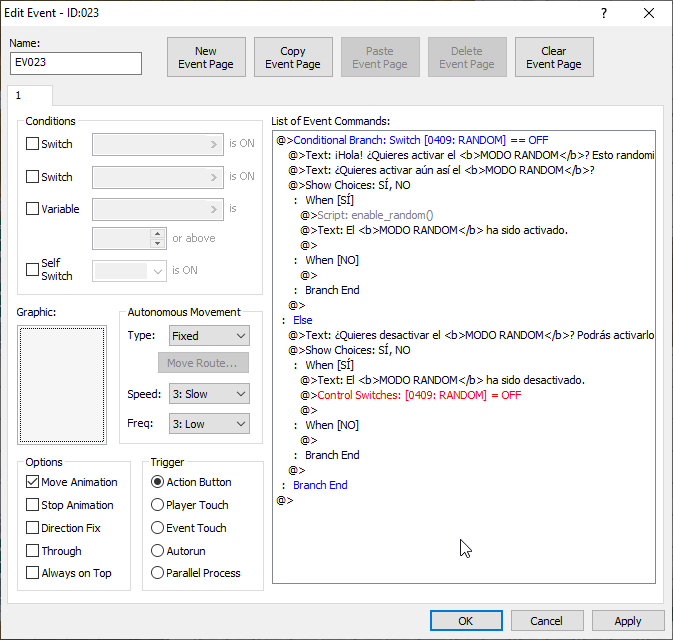 Edit Event - ID:023
?
Name:
EV023
New
Event Page
Copy
Event Page
Paste
Event Page
Delete
Event Page
Clear
Event Page
1
Conditions
Switch
is ON
Switch
is ON
Variable
is
or above
Self
Switch
is ON
Graphic:
Autonomous Movement
Type:
Fixed
Move Route...
Speed:
3: Slow
Freq:
3: Low
Options
Move Animation
Stop Animation
Direction Fix
Through
Always on Top
Trigger
Action Button
Player Touch
Event Touch
Autorun
Parallel Process
List of Event Commands:
@>Conditional Branch: Switch [0409: RANDOM] == OFF
@>Text: ¡Hola! ¿Quieres activar el <b>MODO RANDOM</b>? Esto randomi
@>Text: ¿Quieres activar aún así el <b>MODO RANDOM</b>?
@>Show Choices: SÍ, NO
: When [SÍ]
@>Script: enable_random()
@>Text: El <b>MODO RANDOM</b> ha sido activado.
@>
: When [NO]
@>
: Branch End
@>
: Else
@>Text: ¿Quieres desactivar el <b>MODO RANDOM</b>? Podrás activarlo
@>Show Choices: SÍ, NO
: When [SÍ]
@>Text: El <b>MODO RANDOM</b> ha sido desactivado.
@>Control Switches: [0409: RANDOM] = OFF
@>
: When [NO]
@>
: Branch End
@>
: Branch End
@>
OK
Cancel
Apply